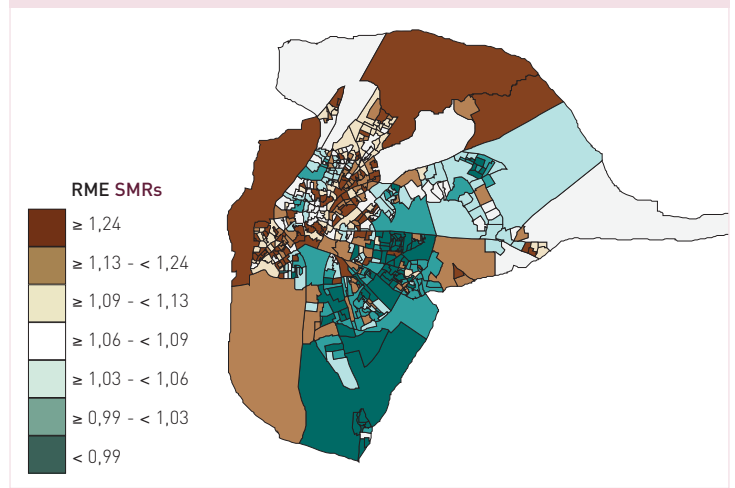 RME SMRs
≥ 1,24
≥ 1,13 - < 1,24
≥ 1,09 - < 1,13
≥ 1,06 - < 1,09
≥ 1,03 - < 1,06
≥ 0,99 - < 1,03
< 0,99